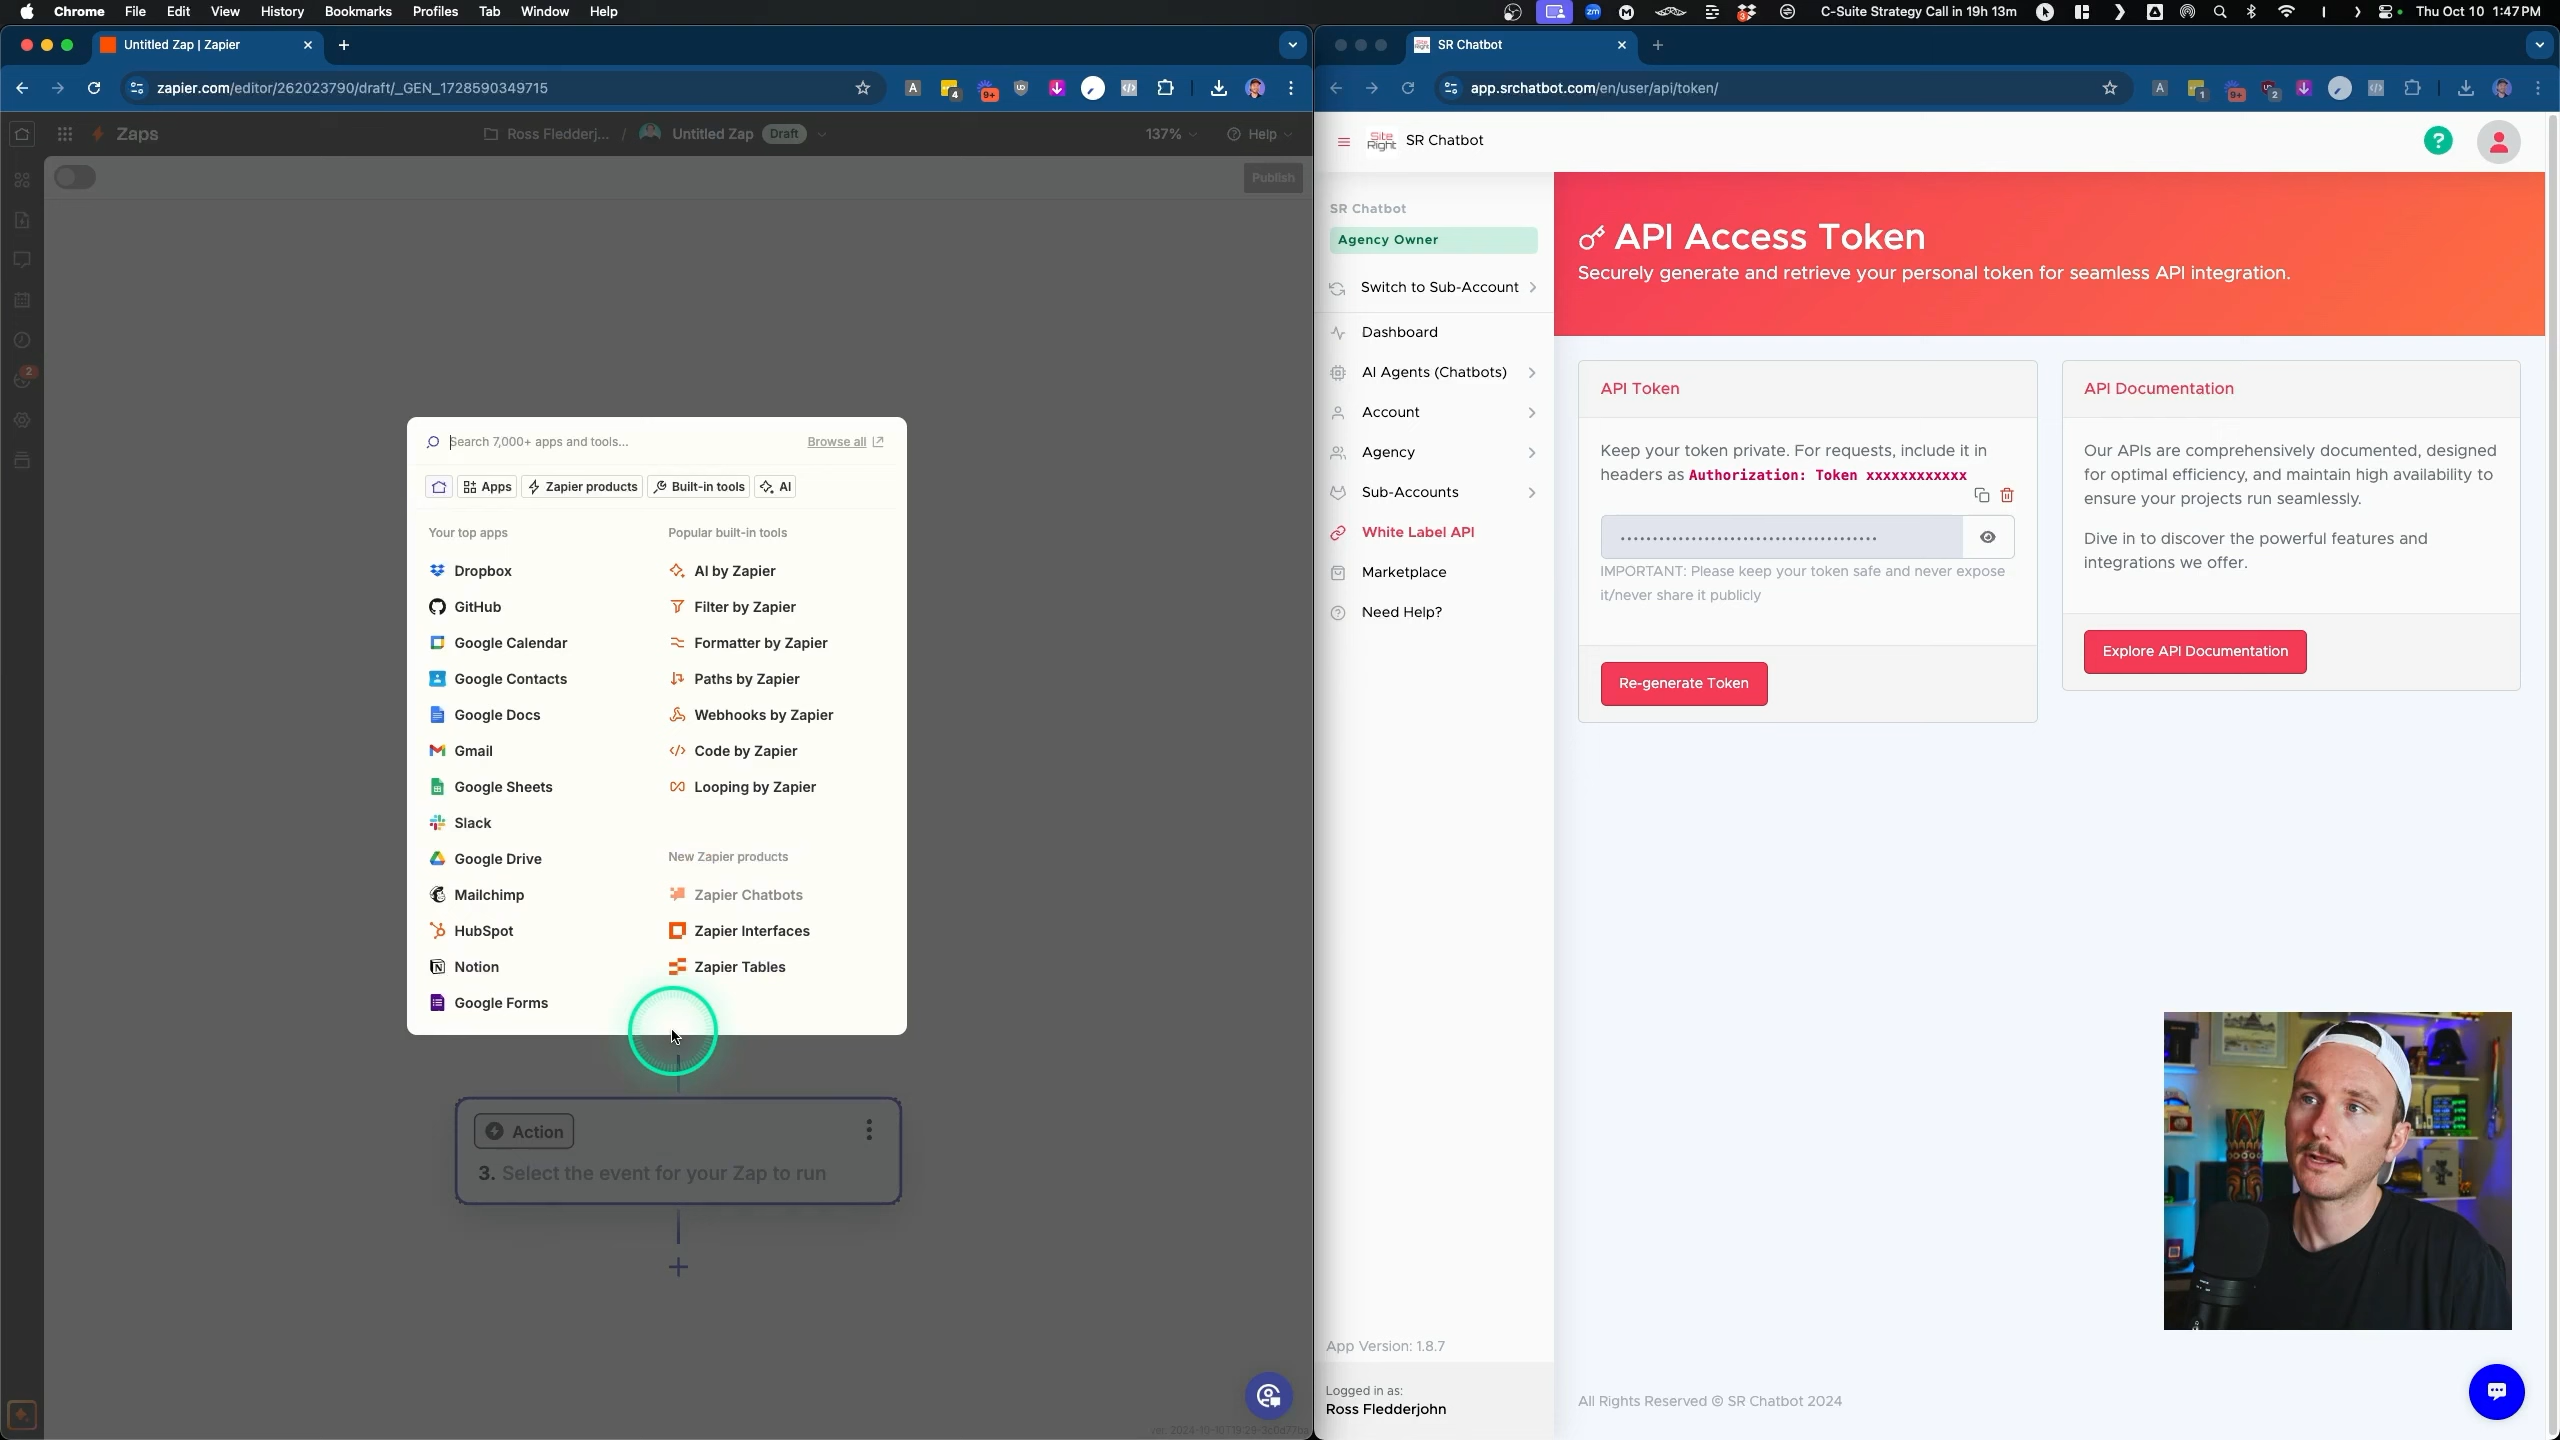 Chrome File Edit View History Bookmarks Profiles Tab Window Help
zm
3
C-Suite Strategy Call in 19h 13m
Thu Oct 10 1:47 PM
Untitled Zap | Zapier
zapier.com/editor/262023790/draft/_GEN_1728590349715
A
4
9+
Zaps
Ross Fledderj... / Untitled Zap Draft
137%
Help
Publish
2
Search 7,000+ apps and tools...
Browse all
Apps
Zapier products
Built-in tools
AI
Your top apps
Dropbox
GitHub
Google Calendar
Google Contacts
Google Docs
Gmail
Google Sheets
Slack
Google Drive
Mailchimp
HubSpot
Notion
Google Forms
Popular built-in tools
AI by Zapier
Filter by Zapier
Formatter by Zapier
Paths by Zapier
Webhooks by Zapier
Code by Zapier
Looping by Zapier
New Zapier products
Zapier Chatbots
Zapier Interfaces
Zapier Tables
Action
3. Select the event for your Zap to run
SR Chatbot
app.srchatbot.com/en/user/api/token/
A
1
9+
2
Site
Right
SR Chatbot
?
SR Chatbot
Agency Owner
Switch to Sub-Account
Dashboard
AI Agents (Chatbots)
Account
Agency
Sub-Accounts
White Label API
Marketplace
Need Help?
App Version: 1.8.7
Logged in as:
Ross Fledderjohn
API Access Token
Securely generate and retrieve your personal token for seamless API integration.
API Token
Keep your token private. For requests, include it in
headers as Authorization: Token xxxxxxxxxxxx
IMPORTANT: Please keep your token safe and never expose
it/never share it publicly
Re-generate Token
API Documentation
Our APIs are comprehensively documented, designed
for optimal efficiency, and maintain high availability to
ensure your projects run seamlessly.
Dive in to discover the powerful features and
integrations we offer.
Explore API Documentation
All Rights Reserved © SR Chatbot 2024